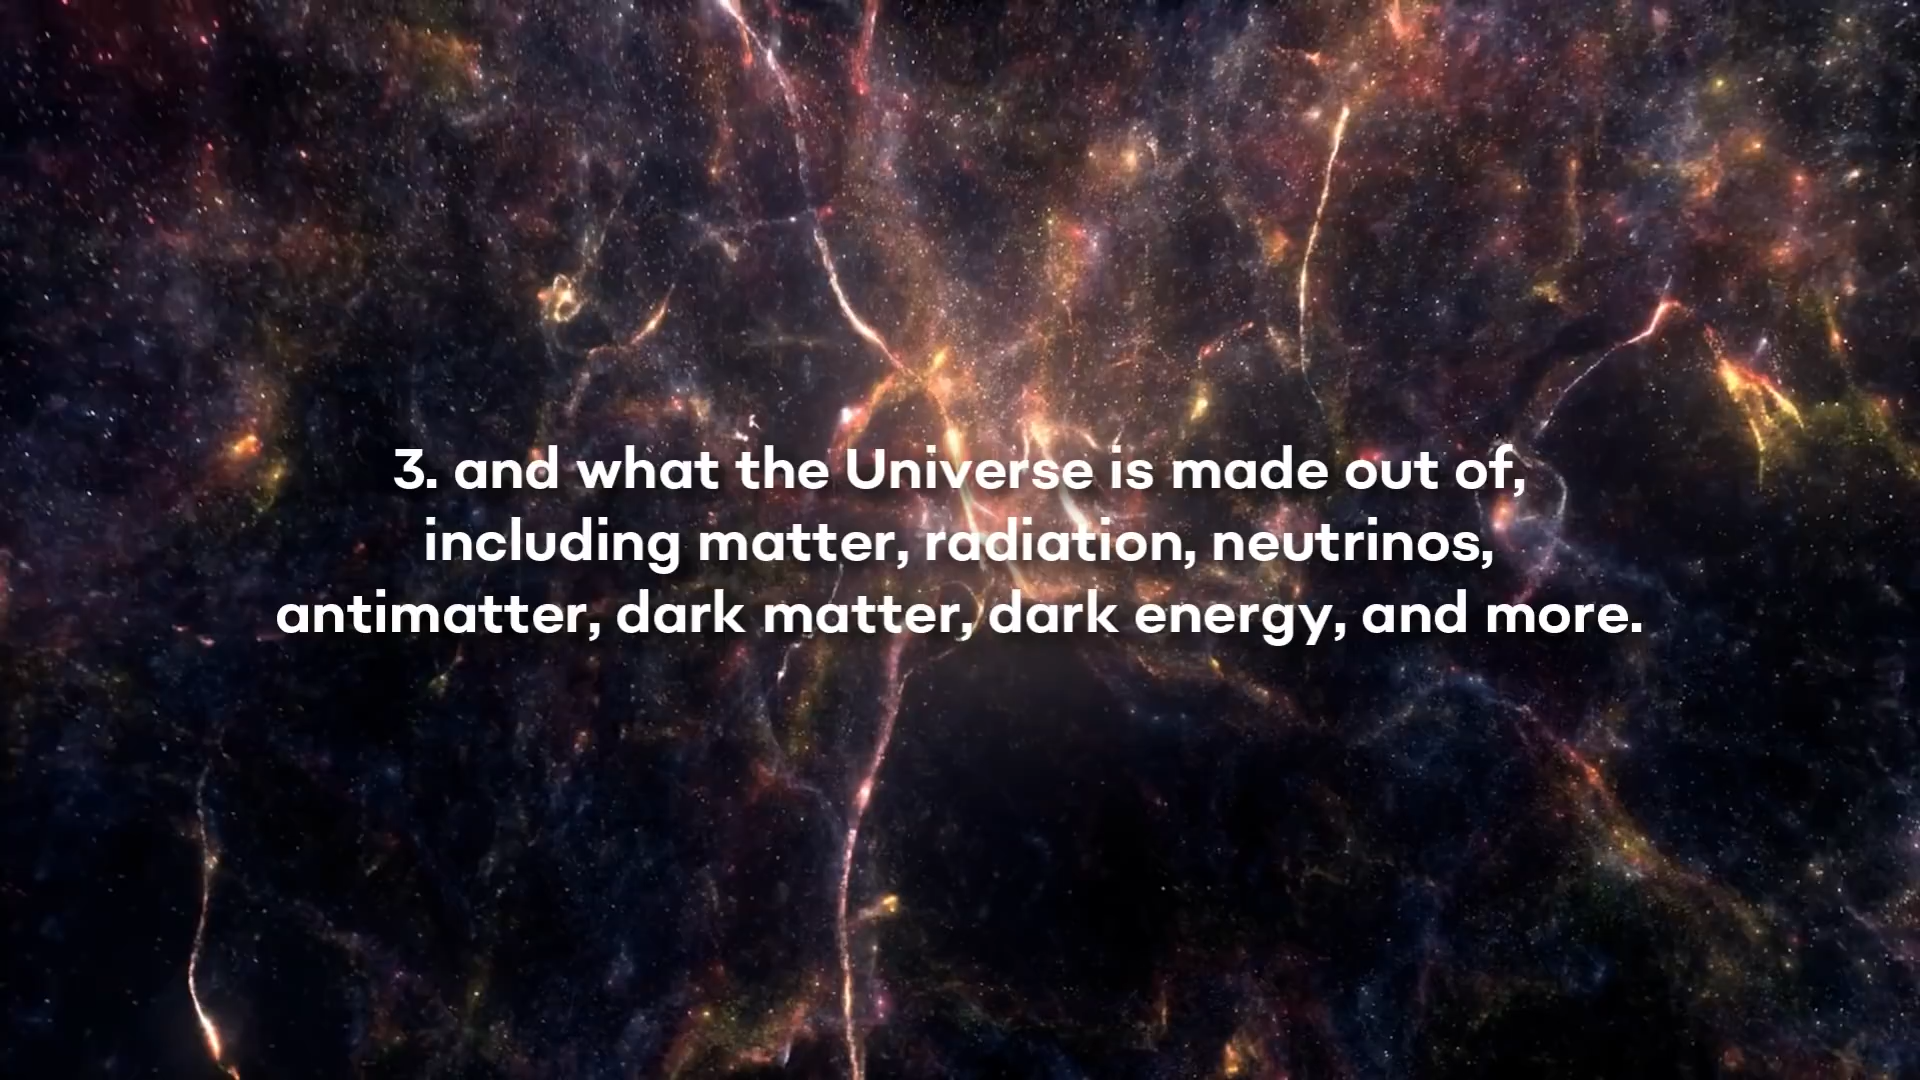 3. and what the Universe is made out of,
including matter, radiation, neutrinos,
antimatter, dark matter, dark energy, and more.